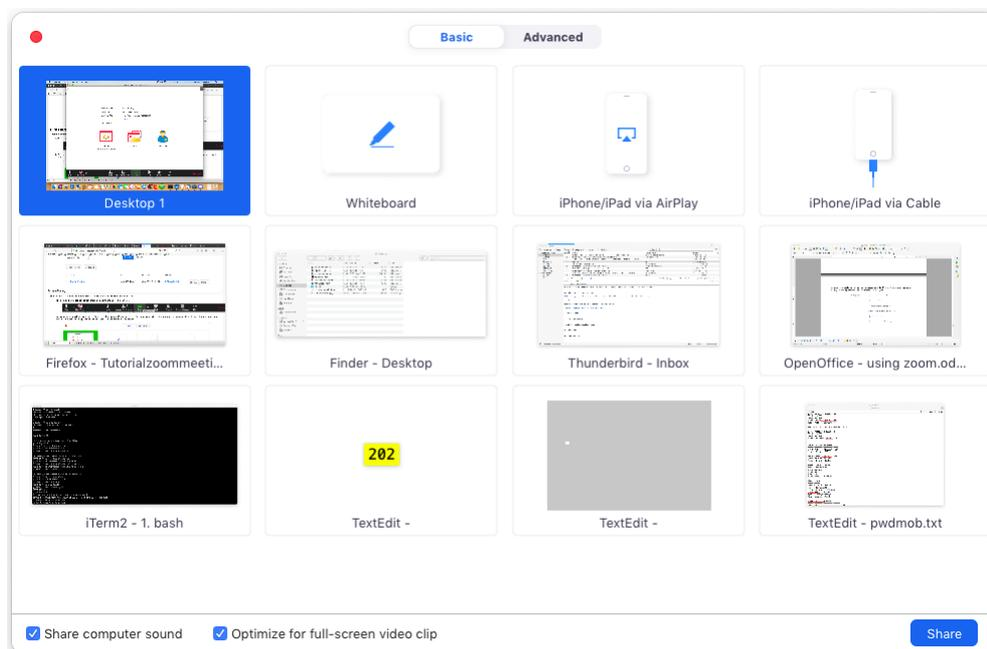 Basic Advanced
Desktop 1
Whiteboard
iPhone/iPad via AirPlay
iPhone/iPad via Cable
Firefox - Tutorialzoommeeti...
Finder - Desktop
Thunderbird - Inbox
OpenOffice - using zoom.od...
202
iTerm2 - 1. bash
TextEdit -
TextEdit -
TextEdit - pwdmob.txt
Share computer sound
Optimize for full-screen video clip
Share